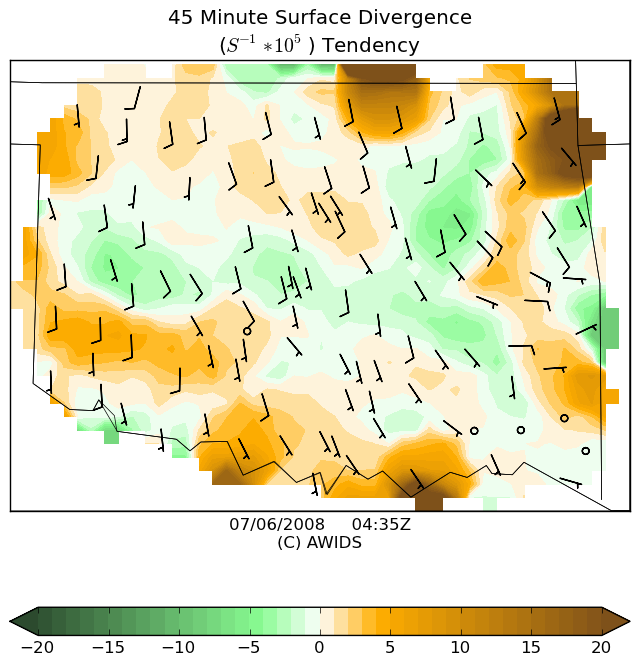 45 Minute Surface Divergence
(S⁻¹ * 10⁵ ) Tendency
07/06/2008 04:35Z
(C) AWIDS
−20 −15 −10 −5 0 5 10 15 20